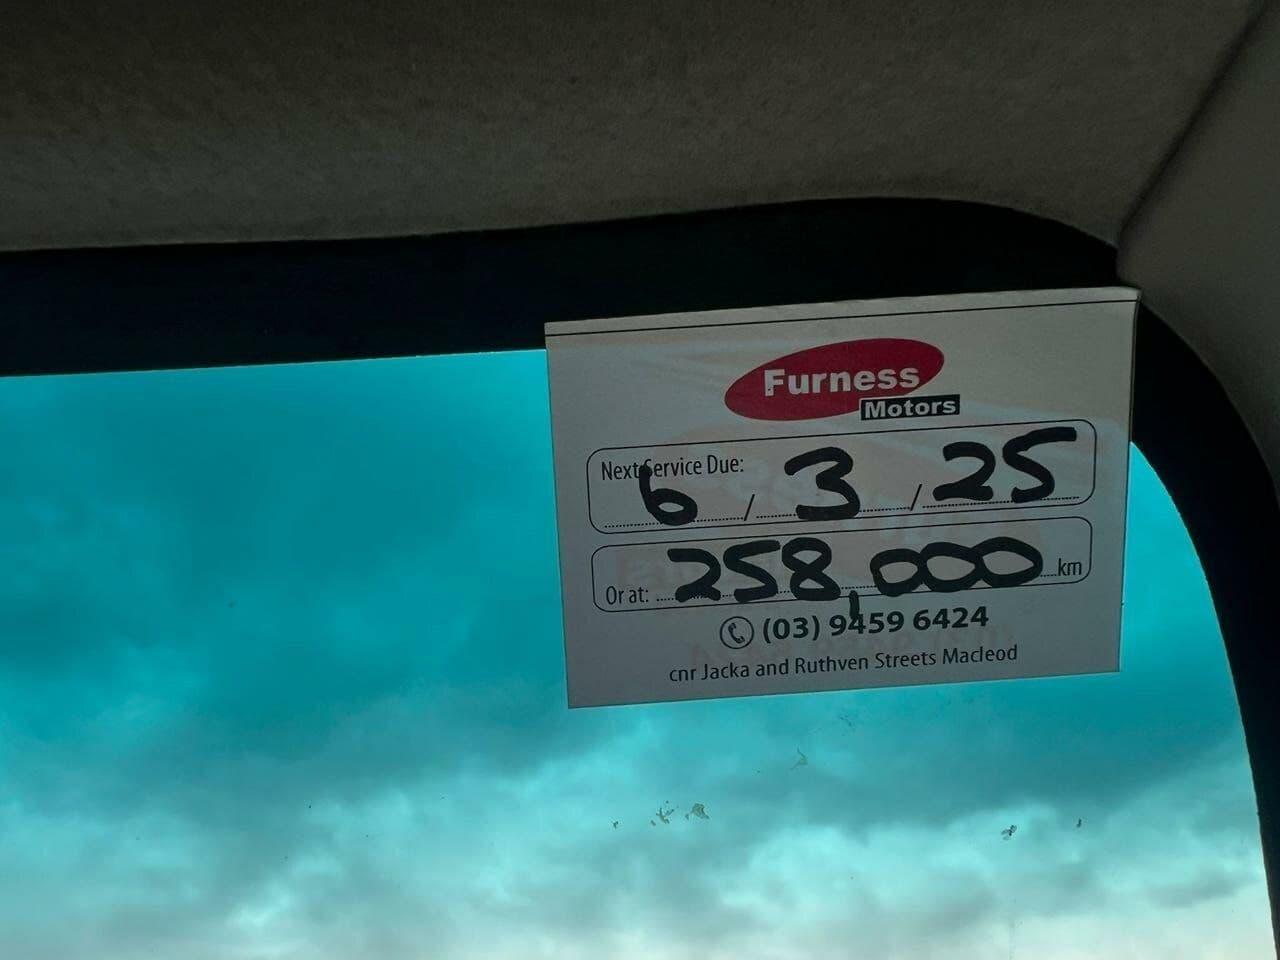 Furness
Motors
Next Service Due:
6 / 3 / 25
Or at: 258,000 km
(03) 9459 6424
cnr Jacka and Ruthven Streets Macleod